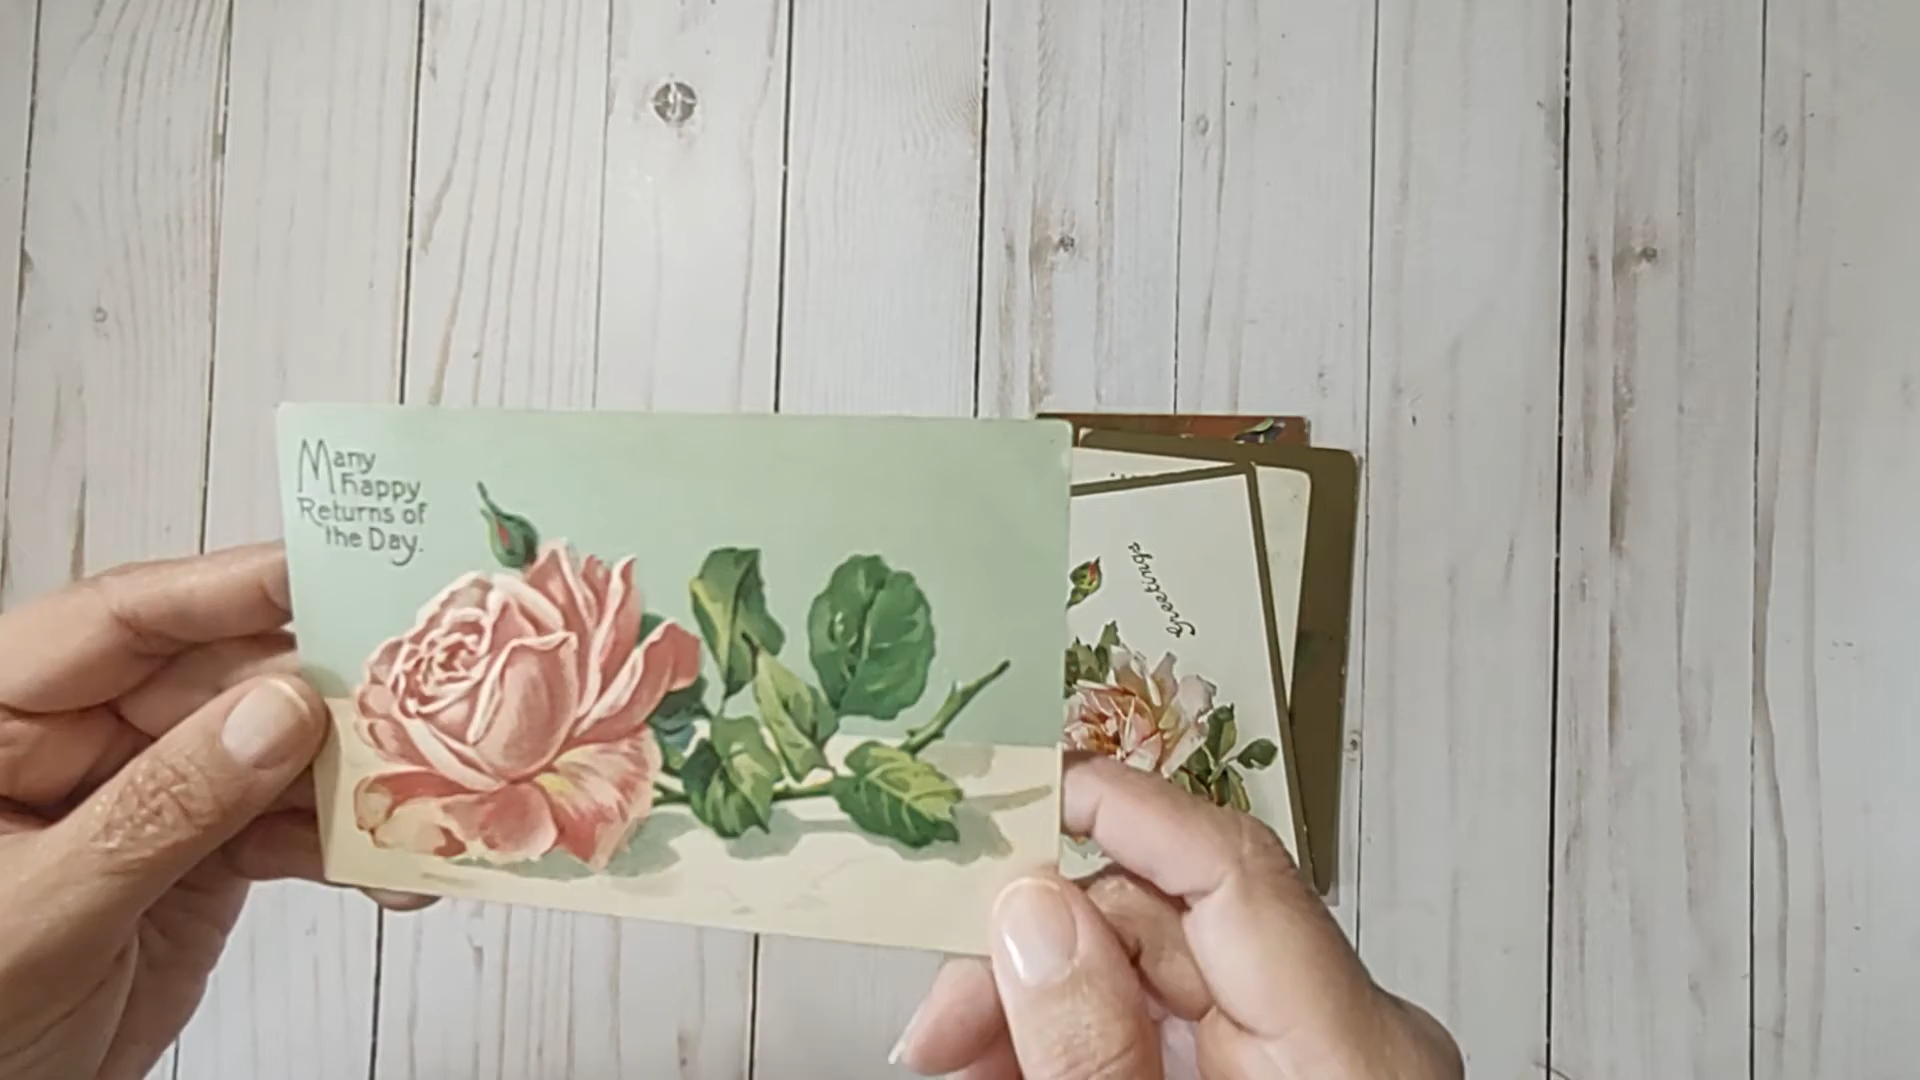 Many
happy
Returns of
the Day.
Greetings